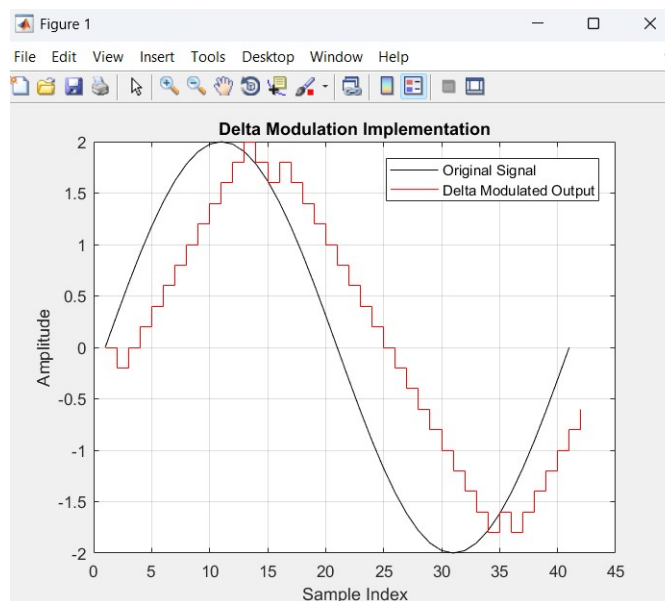 Figure 1
File Edit View Insert Tools Desktop Window Help
Delta Modulation Implementation
Original Signal
Delta Modulated Output
2
1.5
1
0.5
0
-0.5
-1
-1.5
-2
Amplitude
0 5 10 15 20 25 30 35 40 45
Sample Index